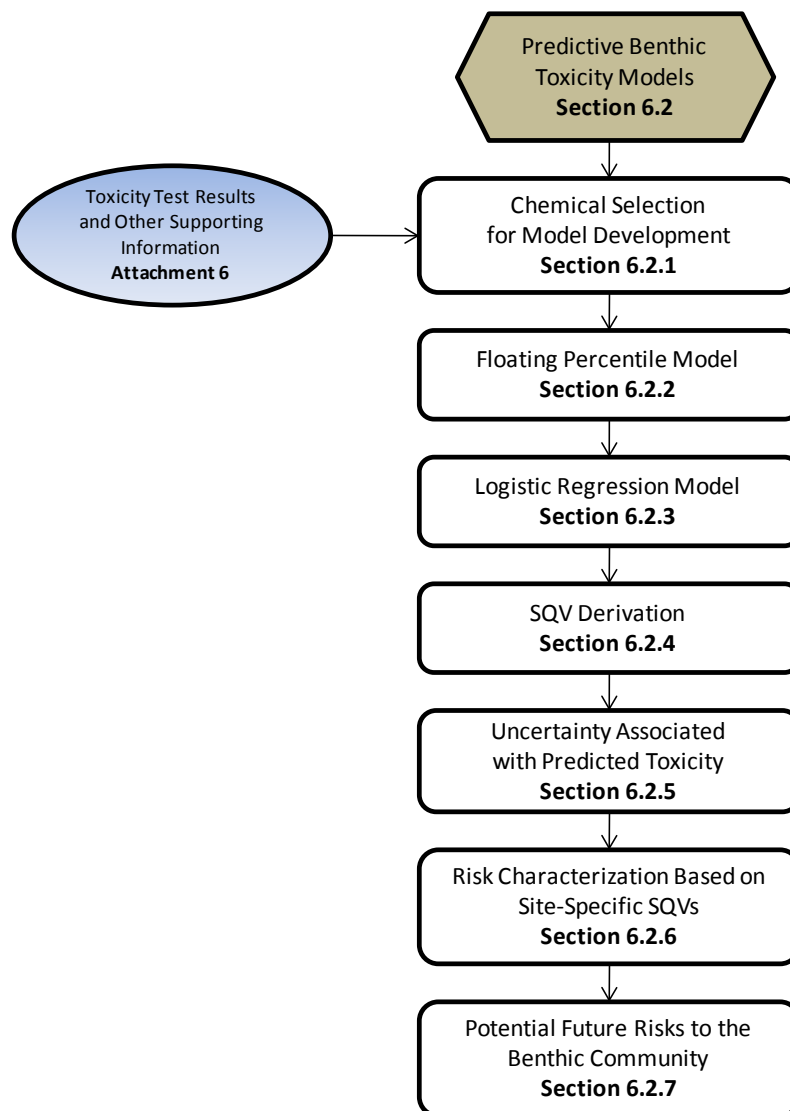 Predictive Benthic
Toxicity Models
Section 6.2
Toxicity Test Results
and Other Supporting
Information
Attachment 6
Chemical Selection
for Model Development
Section 6.2.1
Floating Percentile Model
Section 6.2.2
Logistic Regression Model
Section 6.2.3
SQV Derivation
Section 6.2.4
Uncertainty Associated
with Predicted Toxicity
Section 6.2.5
Risk Characterization Based on
Site-Specific SQVs
Section 6.2.6
Potential Future Risks to the
Benthic Community
Section 6.2.7